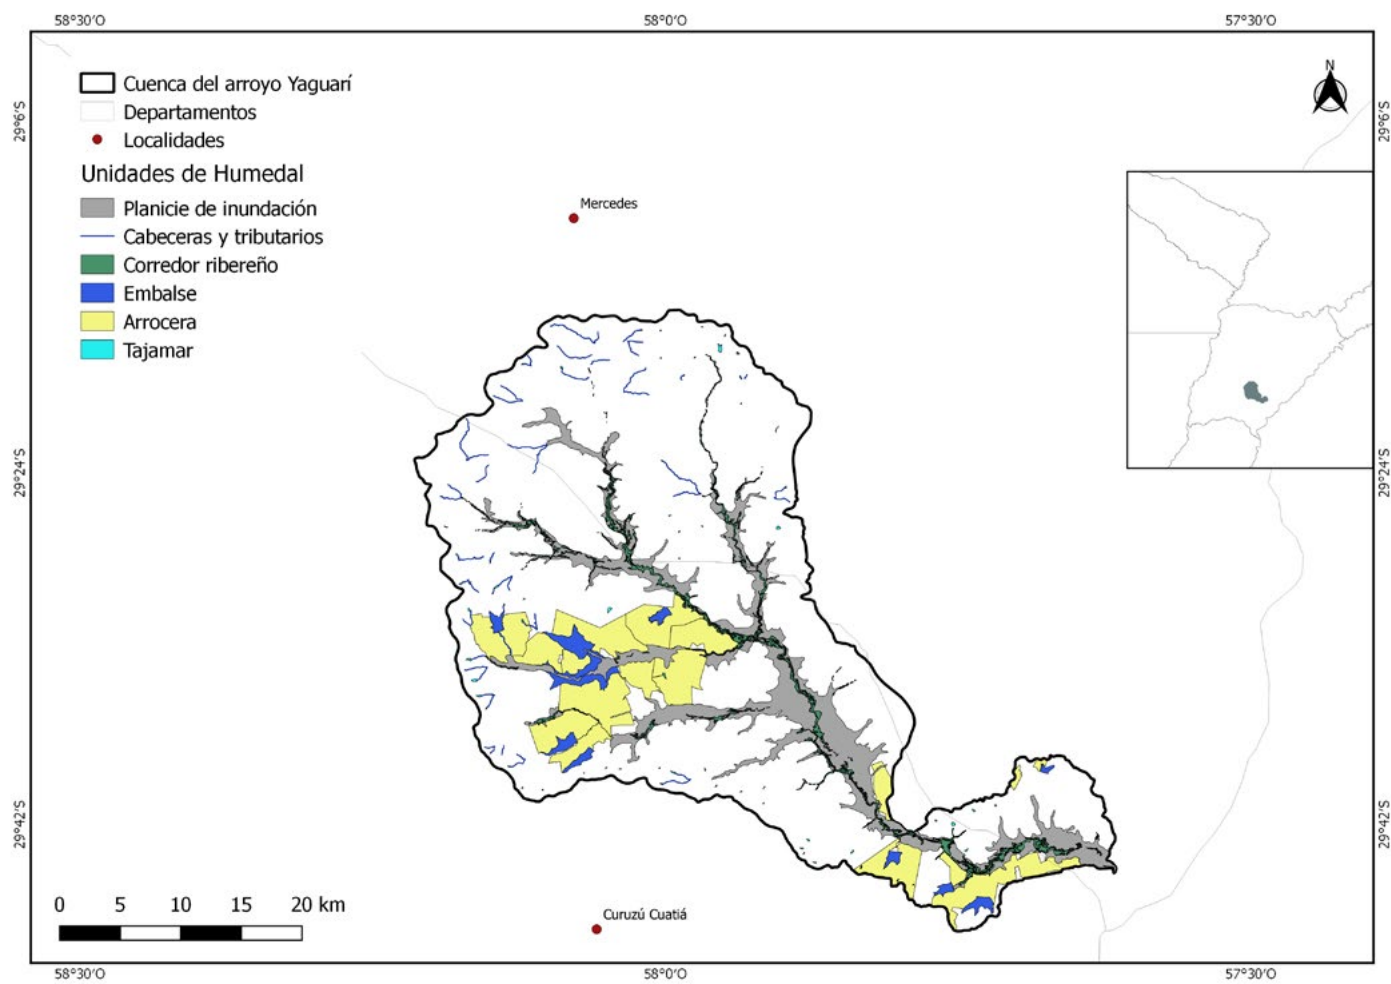 58°30'O 58°0'O 57°30'O
N
Cuenca del arroyo Yaguarí
Departamentos
Localidades
Unidades de Humedal
Planicie de inundación
Cabeceras y tributarios
Corredor ribereño
Embalse
Arrocera
Tajamar
29°6'S 29°6'S
Mercedes
29°24'S 29°24'S
29°42'S 29°42'S
0 5 10 15 20 km
Curuzú Cuatiá
58°30'O 58°0'O 57°30'O